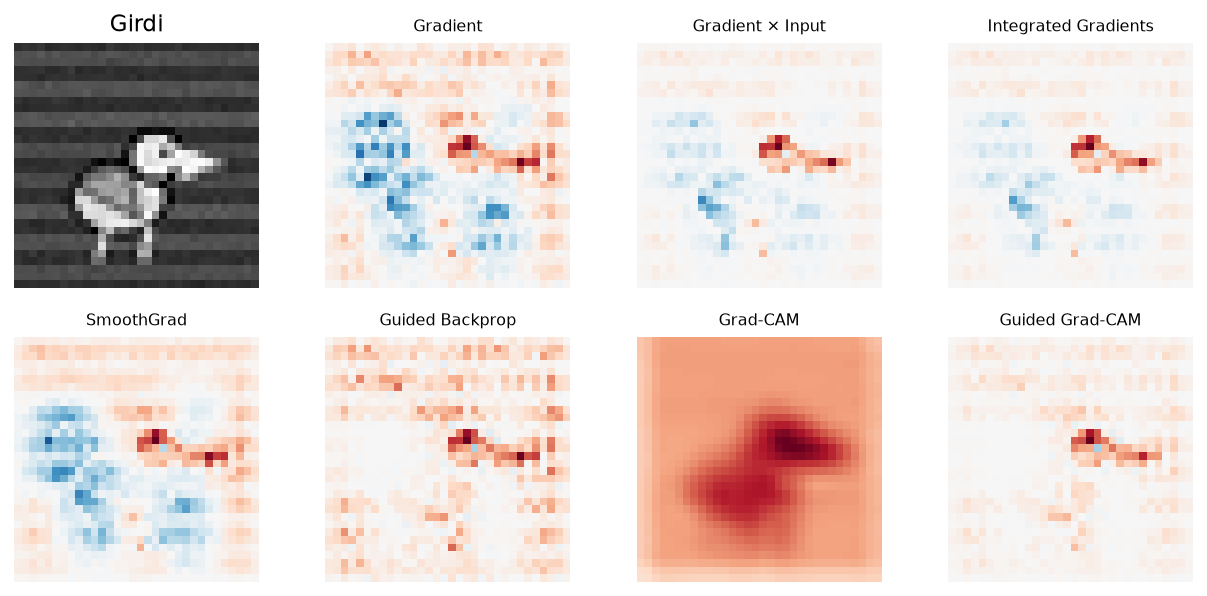 Girdi
Gradient
Gradient × Input
Integrated Gradients
SmoothGrad
Guided Backprop
Grad-CAM
Guided Grad-CAM